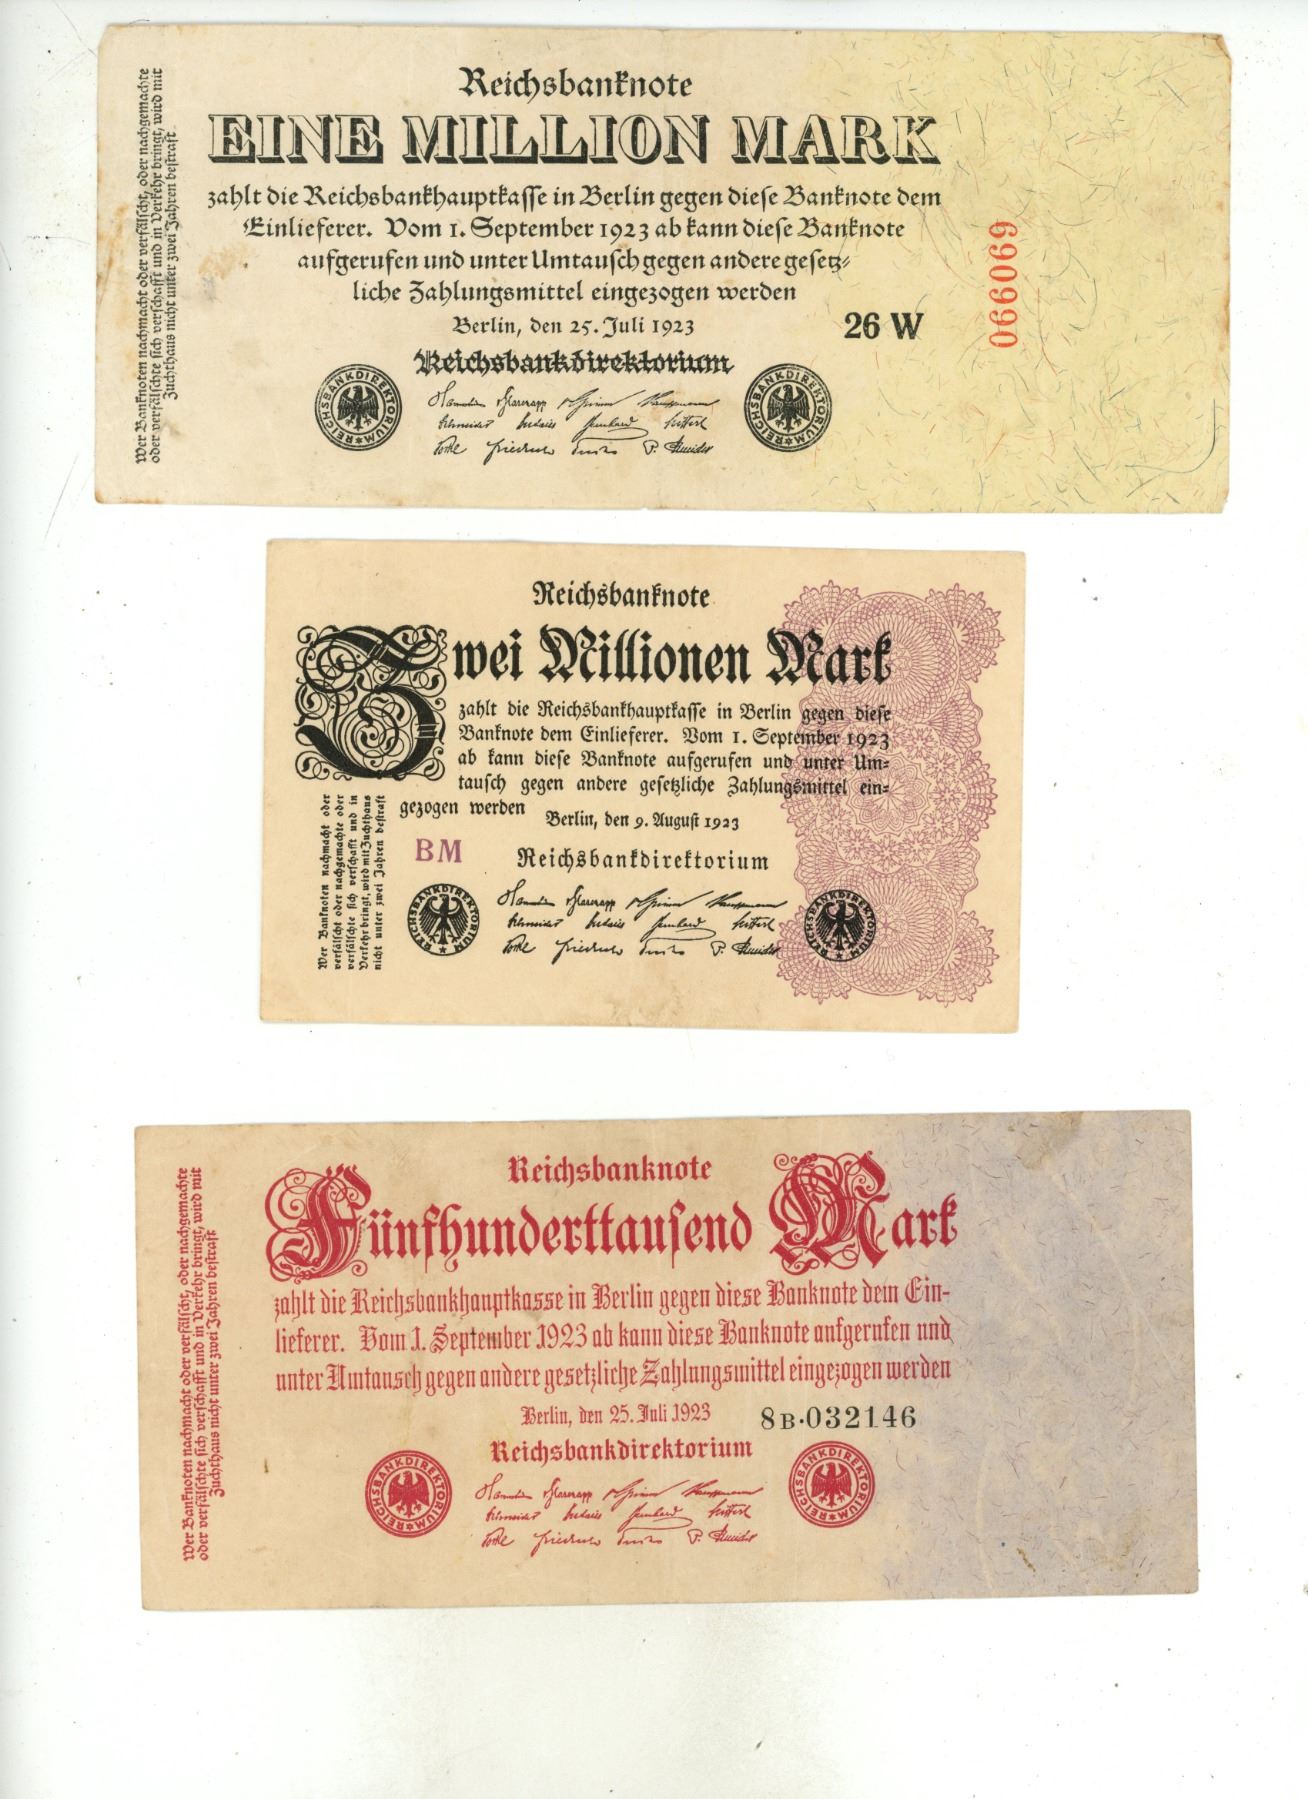 Wer Banknoten nachmacht oder verfälscht, oder nachgemachte
oder verfälschte sich verschafft und in Verkehr bringt, wird mit
Zuchthaus nicht unter zwei Jahren bestraft
Reichsbanknote
EINE MILLION MARK
zahlt die Reichsbankhauptkasse in Berlin gegen diese Banknote dem
Einlieferer. Vom 1. September 1923 ab kann diese Banknote
aufgerufen und unter Umtausch gegen andere gesetz-
liche Zahlungsmittel eingezogen werden
Berlin, den 25. Juli 1923
26 W
066069
Reichsbankdirektorium
REICHSBANKDIREKTORIUM
REICHSBANKDIREKTORIUM
Reichsbanknote
Zwei Millionen Mark
zahlt die Reichsbankhauptkasse in Berlin gegen diese
Banknote dem Einlieferer. Vom 1. September 1923
ab kann diese Banknote aufgerufen und unter Um-
tausch gegen andere gesetzliche Zahlungsmittel ein-
gezogen werden
Berlin, den 9. August 1923
Wer Banknoten nachmacht oder
verfälscht oder nachgemachte oder
verfälschte sich verschafft und in
Verkehr bringt, wird mit Zuchthaus
nicht unter zwei Jahren bestraft
BM
Reichsbankdirektorium
REICHSBANKDIREKTORIUM
REICHSBANKDIREKTORIUM
Wer Banknoten nachmacht oder verfälscht, oder nachgemachte
oder verfälschte sich verschafft und in Verkehr bringt, wird mit
Zuchthaus nicht unter zwei Jahren bestraft
Reichsbanknote
Fünfhunderttausend Mark
zahlt die Reichsbankhauptkasse in Berlin gegen diese Banknote dem Ein-
lieferer. Vom 1. September 1923 ab kann diese Banknote aufgerufen und
unter Umtausch gegen andere gesetzliche Zahlungsmittel eingezogen werden
Berlin, den 25. Juli 1923
8B·032146
Reichsbankdirektorium
REICHSBANKDIREKTORIUM
REICHSBANKDIREKTORIUM